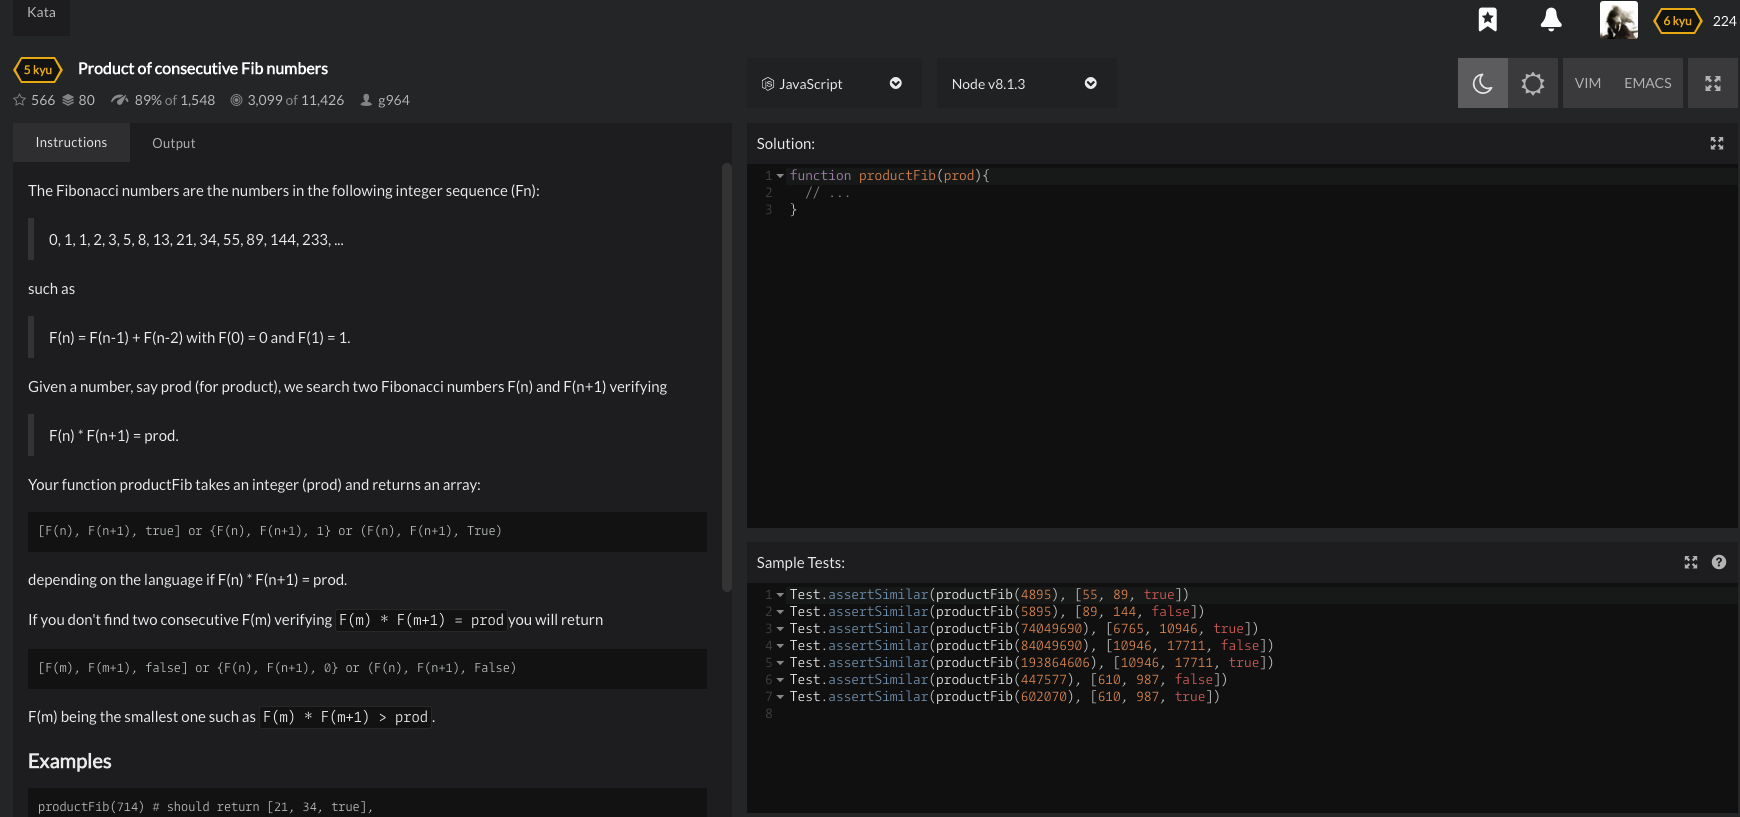 Kata
6 kyu
224
5 kyu
Product of consecutive Fib numbers
566 80 89% of 1,548 3,099 of 11,426 g964
JavaScript
Node v8.1.3
VIM EMACS
Instructions Output
The Fibonacci numbers are the numbers in the following integer sequence (Fn):
0, 1, 1, 2, 3, 5, 8, 13, 21, 34, 55, 89, 144, 233, ...
such as
F(n) = F(n-1) + F(n-2) with F(0) = 0 and F(1) = 1.
Given a number, say prod (for product), we search two Fibonacci numbers F(n) and F(n+1) verifying
F(n) * F(n+1) = prod.
Your function productFib takes an integer (prod) and returns an array:
[F(n), F(n+1), true] or {F(n), F(n+1), 1} or (F(n), F(n+1), True)
depending on the language if F(n) * F(n+1) = prod.
If you don't find two consecutive F(m) verifying F(m) * F(m+1) = prod you will return
[F(m), F(m+1), false] or {F(n), F(n+1), 0} or (F(n), F(n+1), False)
F(m) being the smallest one such as F(m) * F(m+1) > prod.
Examples
productFib(714) # should return [21, 34, true],
Solution:
1 function productFib(prod){
2 // ...
3 }
Sample Tests:
1 Test.assertSimilar(productFib(4895), [55, 89, true])
2 Test.assertSimilar(productFib(5895), [89, 144, false])
3 Test.assertSimilar(productFib(74049690), [6765, 10946, true])
4 Test.assertSimilar(productFib(84049690), [10946, 17711, false])
5 Test.assertSimilar(productFib(193864606), [10946, 17711, true])
6 Test.assertSimilar(productFib(447577), [610, 987, false])
7 Test.assertSimilar(productFib(602070), [610, 987, true])
8